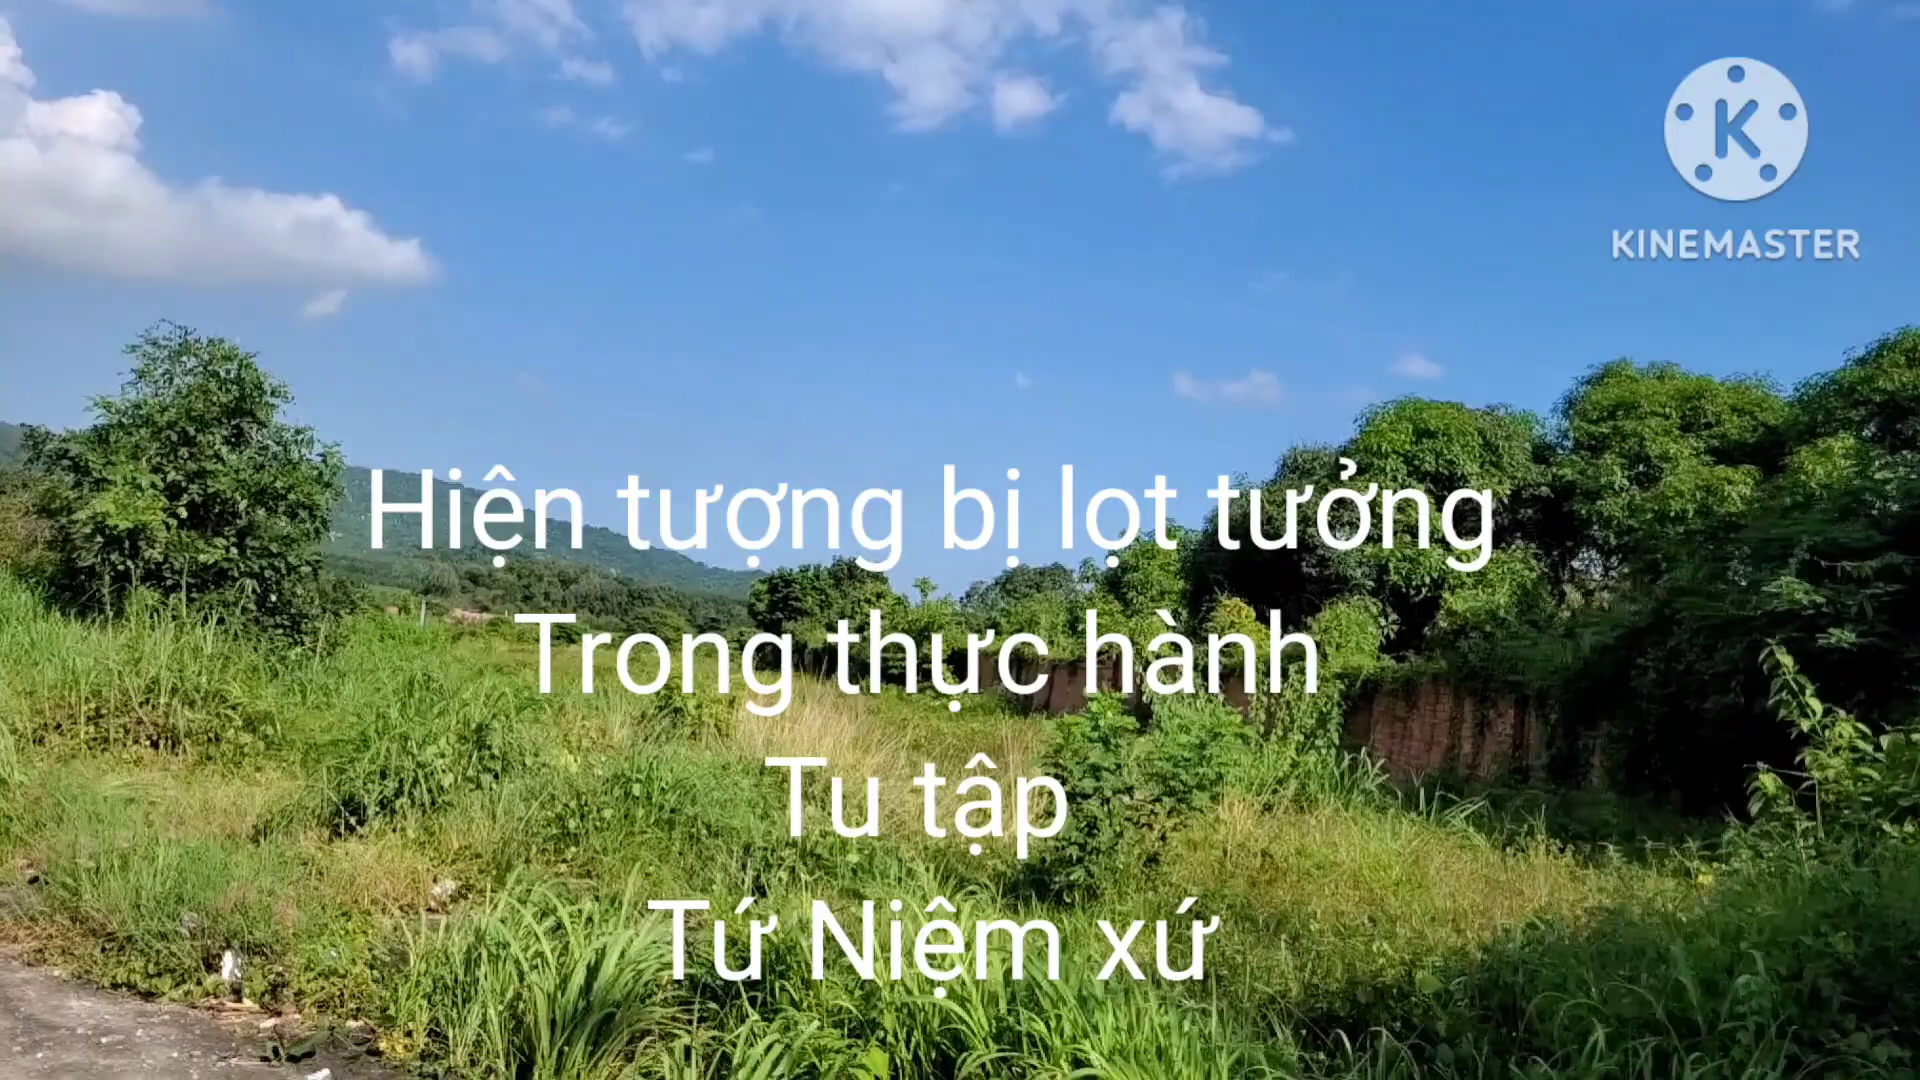 K
KINEMASTER
Hiện tượng bị lọt tưởng
Trong thực hành
Tu tập
Tứ Niệm xứ